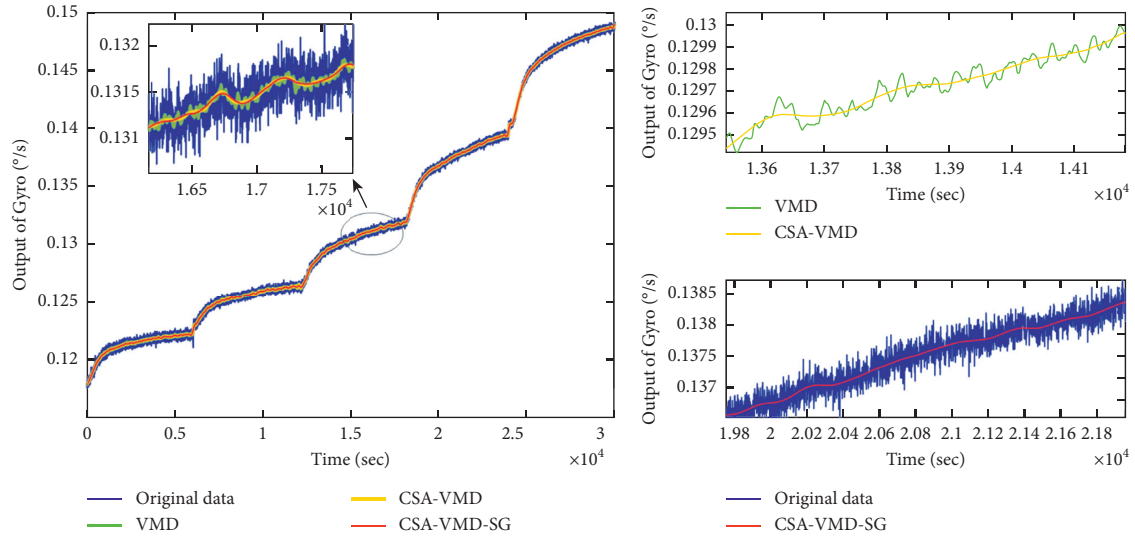 Output of Gyro (°/s)
0.15
0.145
0.14
0.135
0.13
0.125
0.12
0 0.5 1 1.5 2 2.5 3
Time (sec)
×10⁴
0.132
0.1315
0.131
1.65 1.7 1.75
×10⁴
Original data
VMD
CSA-VMD
CSA-VMD-SG
Output of Gyro (°/s)
0.13
0.1299
0.1298
0.1297
0.1296
0.1295
1.36 1.37 1.38 1.39 1.4 1.41
Time (sec)
×10⁴
VMD
CSA-VMD
Output of Gyro (°/s)
0.1385
0.138
0.1375
0.137
1.98 2 2.02 2.04 2.06 2.08 2.1 2.12 2.14 2.16 2.18
Time (sec)
×10⁴
Original data
CSA-VMD-SG